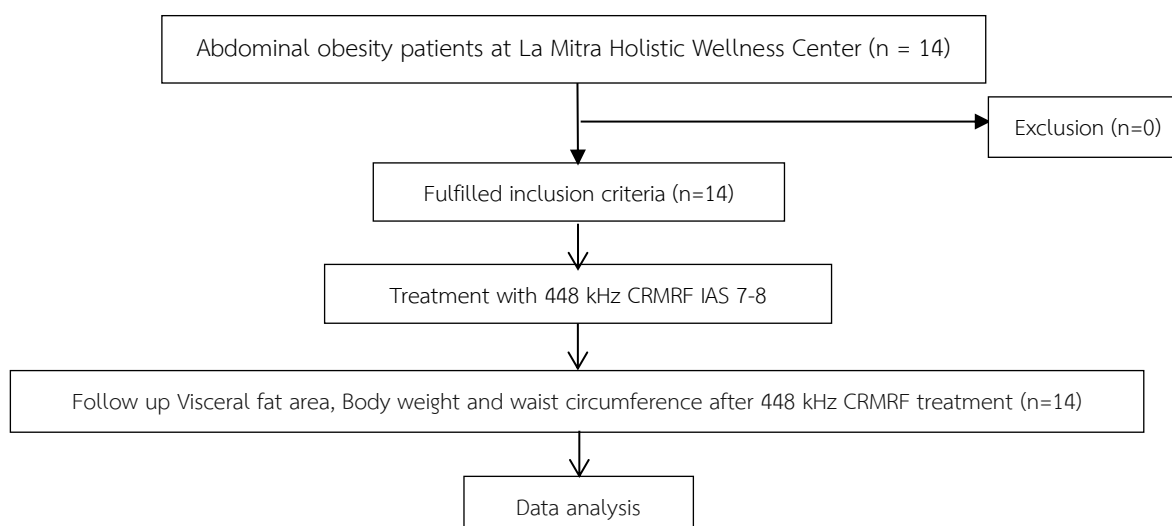 Abdominal obesity patients at La Mitra Holistic Wellness Center (n = 14)
Exclusion (n=0)
Fulfilled inclusion criteria (n=14)
Treatment with 448 kHz CRMRF IAS 7-8
Follow up Visceral fat area, Body weight and waist circumference after 448 kHz CRMRF treatment (n=14)
Data analysis